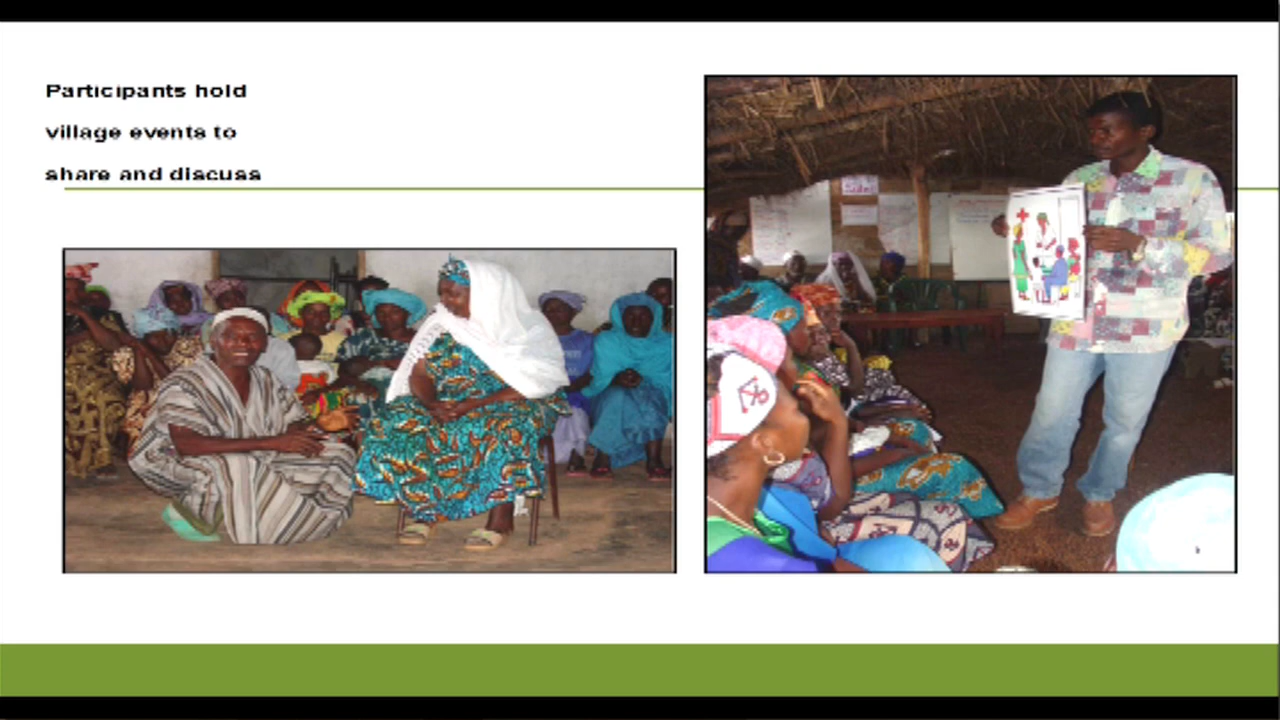 Participants hold
village events to
share and discuss